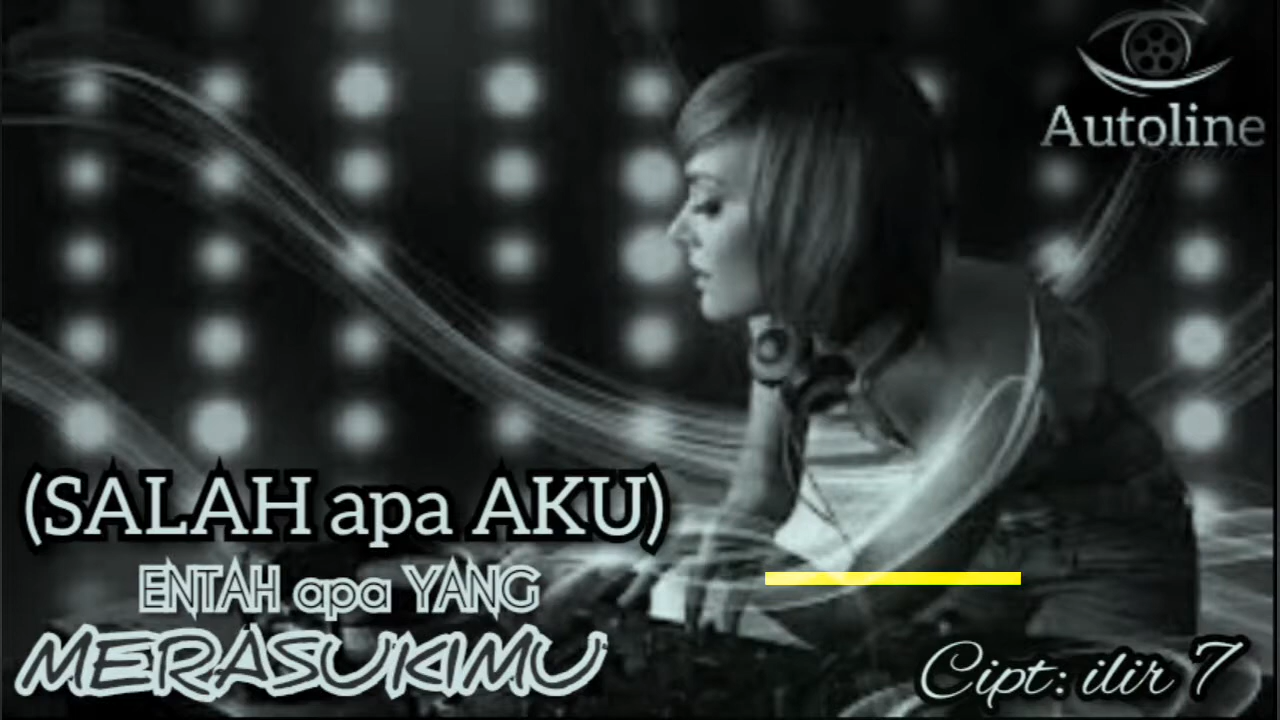 Autoline
(SALAH apa AKU)
ENTAH apa YANG
MERASUKIMU
Cipt: ilir 7